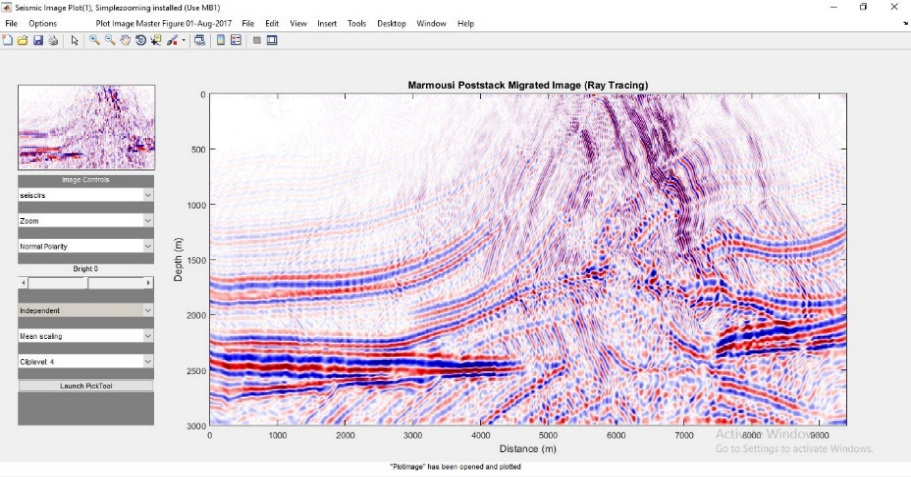 Seismic Image Plot(1), Simplezooming installed (Use MB1)
File Options Plot Image Master Figure 01-Aug-2017 File Edit View Insert Tools Desktop Window Help
Marmousi Poststack Migrated Image (Ray Tracing)
Image Controls
seisclrs
Zoom
Normal Polarity
Bright 0
Independent
Mean scaling
Cliplevel: 4
Launch PickTool
Depth (m)
0
500
1000
1500
2000
2500
3000
0 1000 2000 3000 4000 5000 6000 7000 8000 9000
Distance (m)
Activate Windows
Go to Settings to activate Windows.
"Plotimage" has been opened and plotted